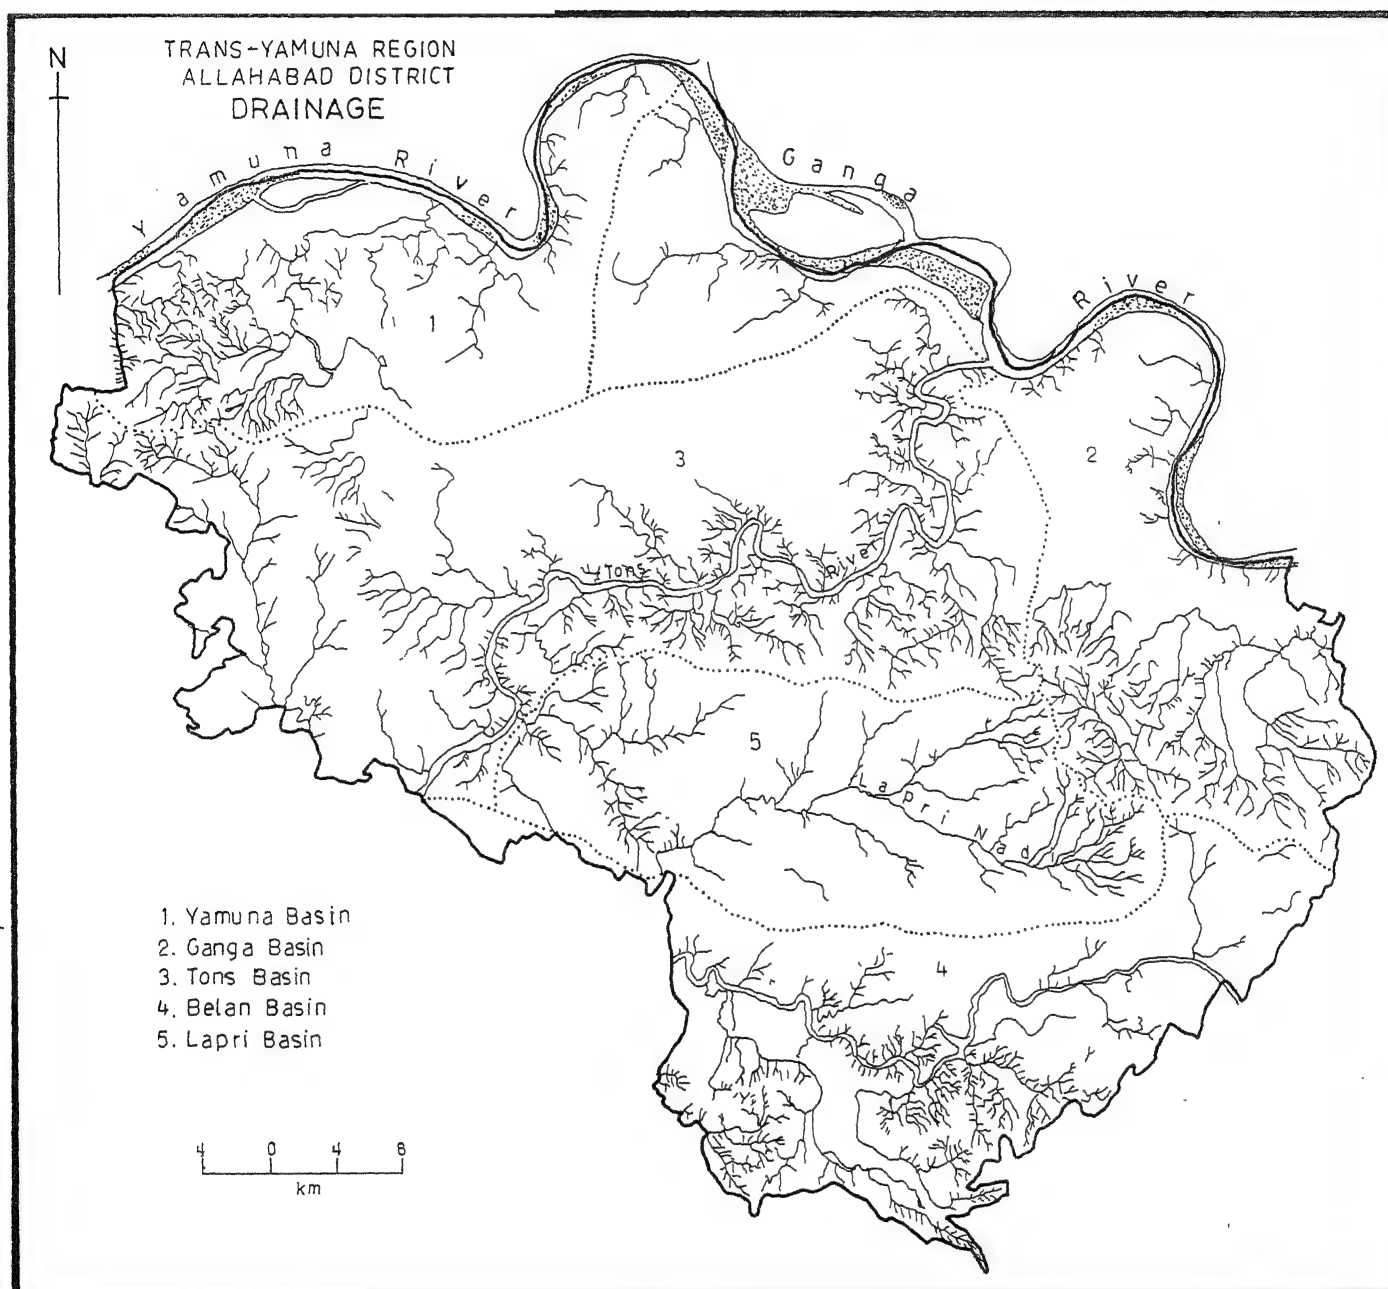 TRANS-YAMUNA REGION
ALLAHABAD DISTRICT
DRAINAGE
N
Yamuna River
Ganga
River
1
2
3
Tons River
5
Lapri Nadi
4
1. Yamuna Basin
2. Ganga Basin
3. Tons Basin
4. Belan Basin
5. Lapri Basin
4 0 4 8
km